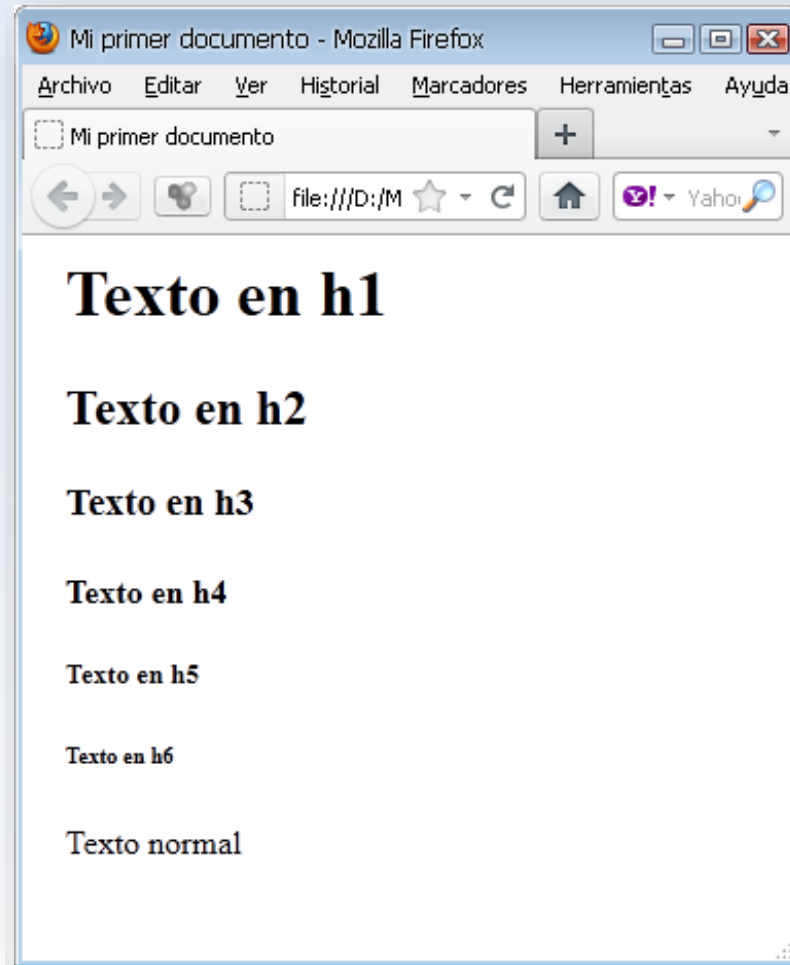 Mi primer documento - Mozilla Firefox
Archivo Editar Ver Historial Marcadores Herramientas Ayuda
Mi primer documento
file:///D:/M Yaho
Texto en h1
Texto en h2
Texto en h3
Texto en h4
Texto en h5
Texto en h6
Texto normal